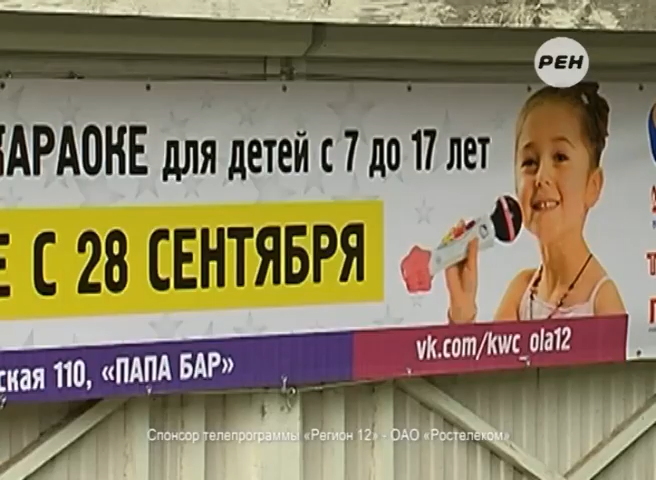 РЕН
КАРАОКЕ для детей с 7 до 17 лет
Е С 28 СЕНТЯБРЯ
ская 110, «ПАПА БАР»
vk.com/kwc_ola12
Спонсор телепрограммы «Регион 12» - ОАО «Ростелеком»